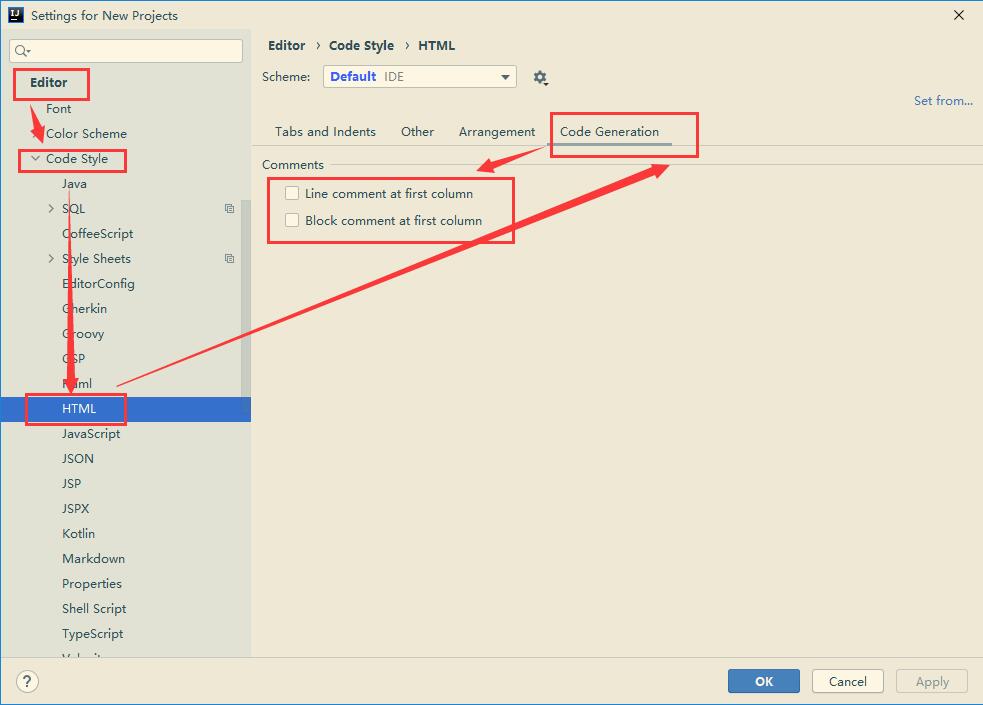 IJ
Settings for New Projects
Editor
Font
Color Scheme
Code Style
Java
SQL
CoffeeScript
Style Sheets
EditorConfig
Gherkin
Groovy
GSP
Haml
HTML
JavaScript
JSON
JSP
JSPX
Kotlin
Markdown
Properties
Shell Script
TypeScript
Editor › Code Style › HTML
Scheme: Default IDE
Set from...
Tabs and Indents Other Arrangement Code Generation
Comments
Line comment at first column
Block comment at first column
?
OK Cancel Apply